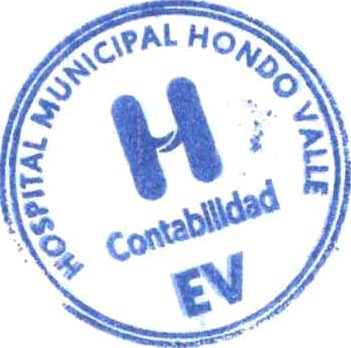 HOSPITAL MUNICIPAL HONDO VALLE
H
Contabilidad
EV